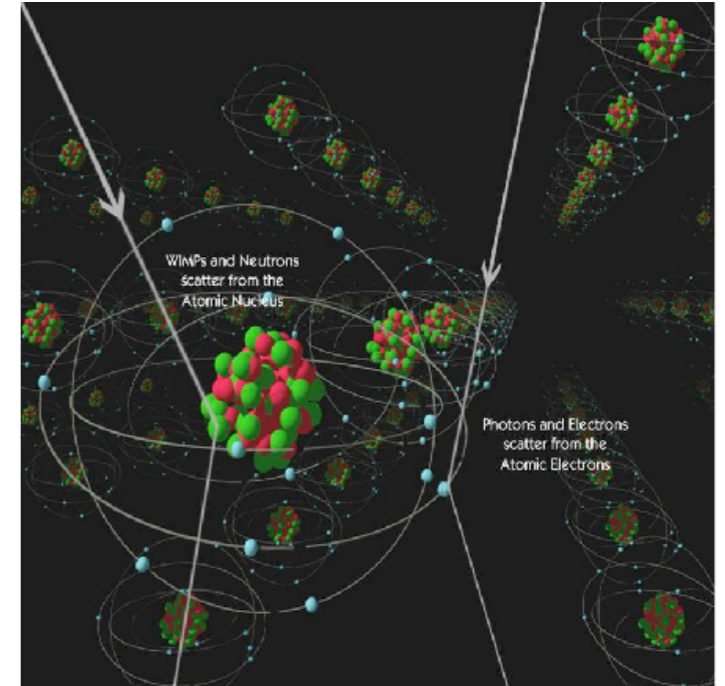 WIMPs and Neutrons
scatter from the
Atomic Nucleus
Photons and Electrons
scatter from the
Atomic Electrons